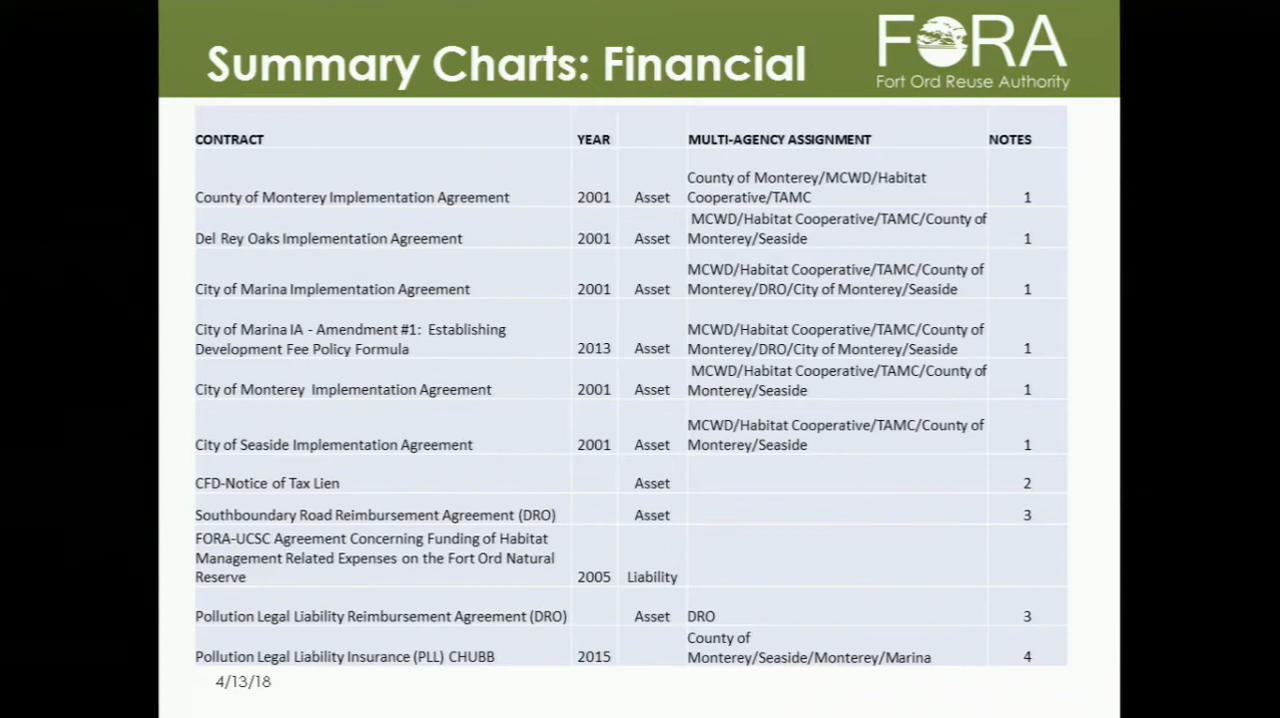 Summary Charts: Financial
FORA
Fort Ord Reuse Authority
CONTRACT YEAR MULTI-AGENCY ASSIGNMENT NOTES
County of Monterey Implementation Agreement 2001 Asset County of Monterey/MCWD/Habitat
Cooperative/TAMC 1
Del Rey Oaks Implementation Agreement 2001 Asset MCWD/Habitat Cooperative/TAMC/County of
Monterey/Seaside 1
City of Marina Implementation Agreement 2001 Asset MCWD/Habitat Cooperative/TAMC/County of
Monterey/DRO/City of Monterey/Seaside 1
City of Marina IA - Amendment #1: Establishing
Development Fee Policy Formula 2013 Asset MCWD/Habitat Cooperative/TAMC/County of
Monterey/DRO/City of Monterey/Seaside 1
City of Monterey Implementation Agreement 2001 Asset MCWD/Habitat Cooperative/TAMC/County of
Monterey/Seaside 1
City of Seaside Implementation Agreement 2001 Asset MCWD/Habitat Cooperative/TAMC/County of
Monterey/Seaside 1
CFD-Notice of Tax Lien Asset 2
Southboundary Road Reimbursement Agreement (DRO) Asset 3
FORA-UCSC Agreement Concerning Funding of Habitat
Management Related Expenses on the Fort Ord Natural
Reserve 2005 Liability
Pollution Legal Liability Reimbursement Agreement (DRO) Asset DRO 3
Pollution Legal Liability Insurance (PLL) CHUBB 2015 County of
Monterey/Seaside/Monterey/Marina 4
4/13/18